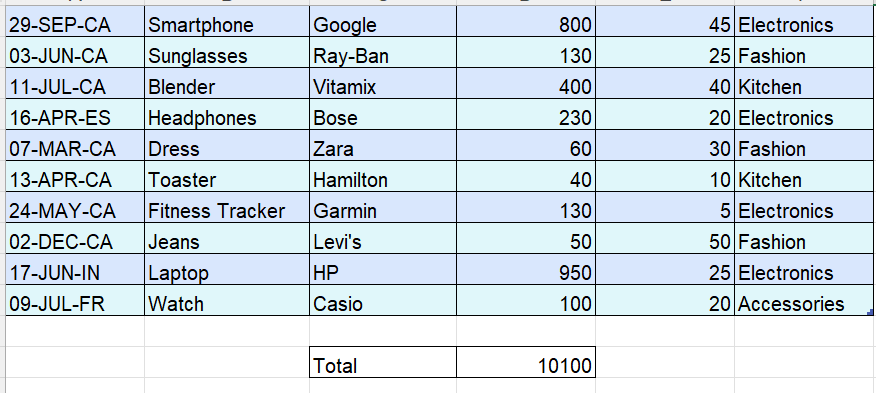 29-SEP-CA Smartphone Google 800 45 Electronics
03-JUN-CA Sunglasses Ray-Ban 130 25 Fashion
11-JUL-CA Blender Vitamix 400 40 Kitchen
16-APR-ES Headphones Bose 230 20 Electronics
07-MAR-CA Dress Zara 60 30 Fashion
13-APR-CA Toaster Hamilton 40 10 Kitchen
24-MAY-CA Fitness Tracker Garmin 130 5 Electronics
02-DEC-CA Jeans Levi's 50 50 Fashion
17-JUN-IN Laptop HP 950 25 Electronics
09-JUL-FR Watch Casio 100 20 Accessories
Total 10100